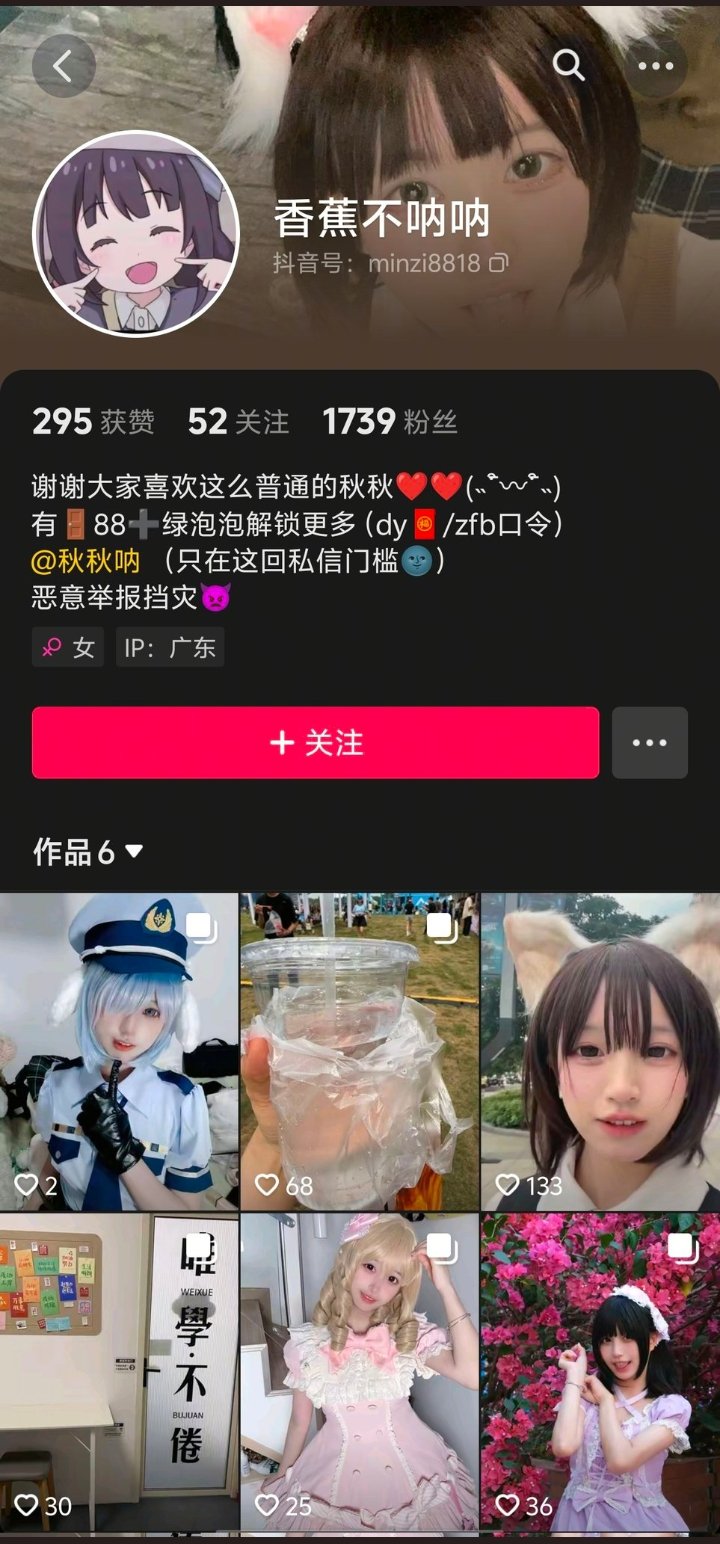 香蕉不呐呐
抖音号：minzi8818
295 获赞 52 关注 1739 粉丝
谢谢大家喜欢这么普通的秋秋❤️❤️(˶˚ᯅ˚˶)
有🚪88➕绿泡泡解锁更多（dy🧧/zfb口令）
@秋秋呐 （只在这回私信门槛🌚）
恶意举报挡灾👿
女 IP：广东
+ 关注
作品 6
2
68
133
唯
WEIXUE
學·不
BUJUAN
倦
30
25
36